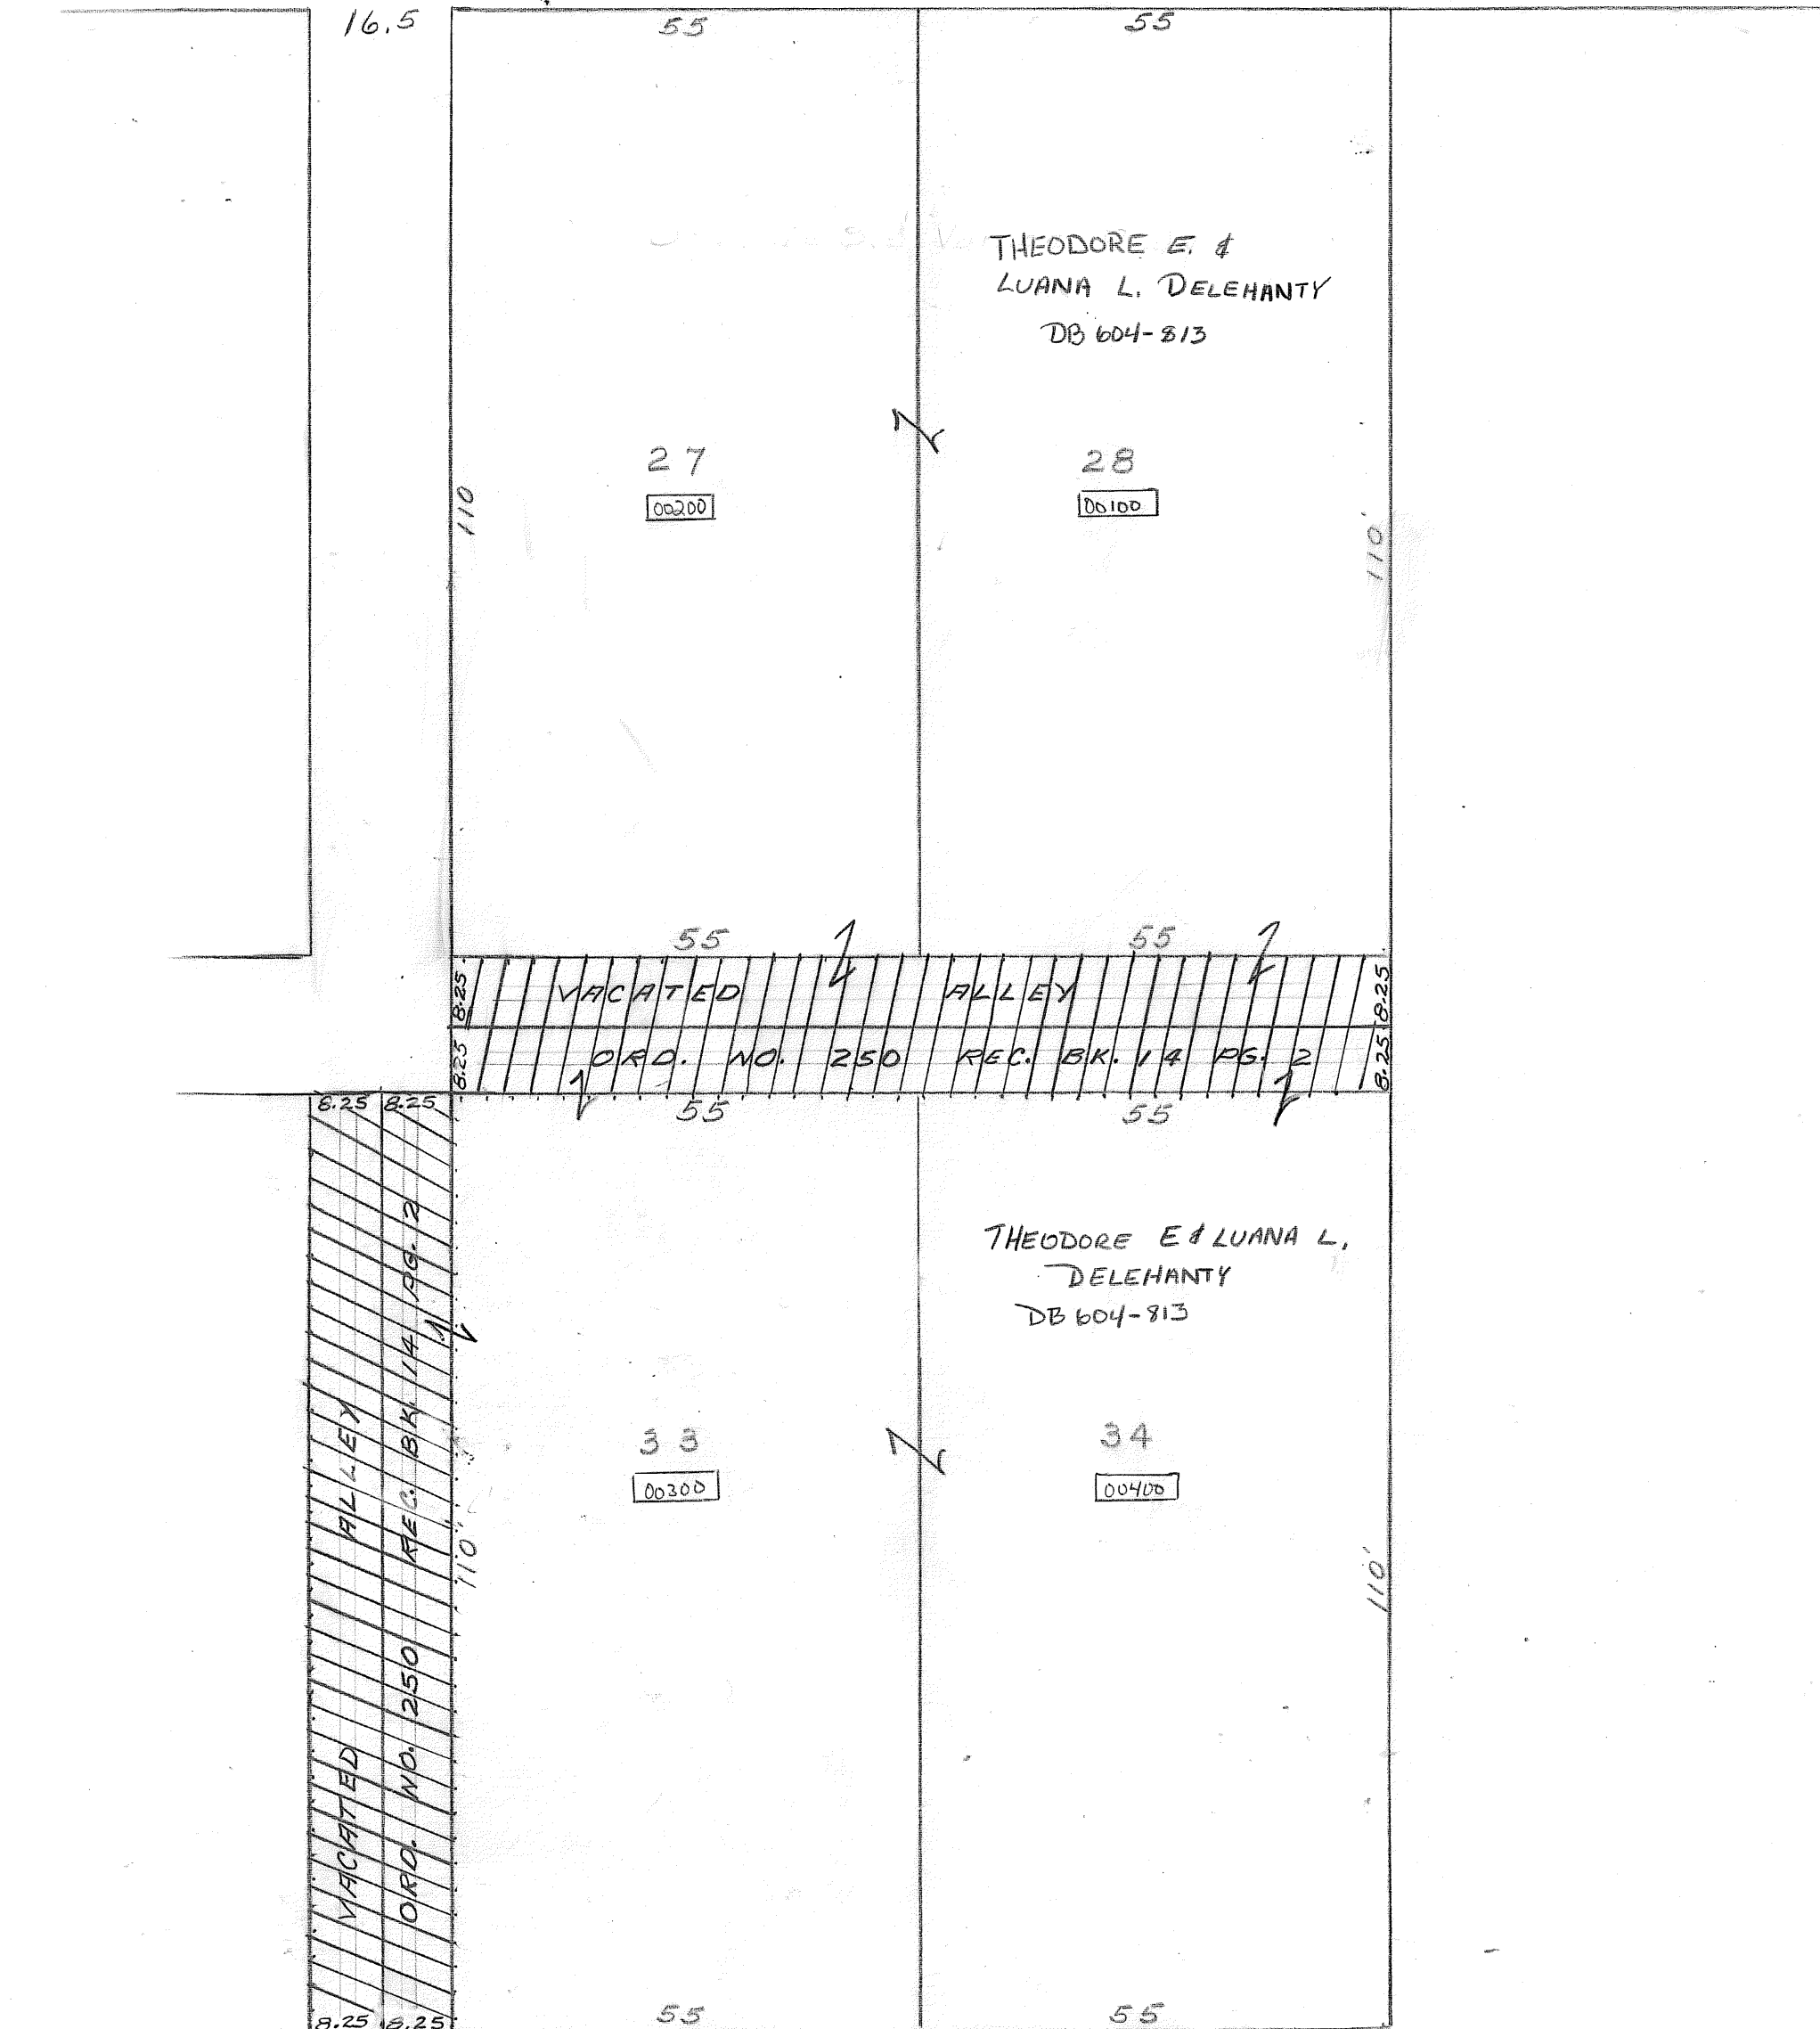 16.5
55
55
THEODORE E. &
LUANA L. DELEHANTY
DB 604-813
27
00200
28
00100
110
110'
55
55
8.25
VACATED ALLEY
8.25
8.25
ORD. NO. 250 REC. BK. 14 PG. 2
8.25
8.25
8.25
55
55
THEODORE E & LUANA L.
DELEHANTY
DB 604-813
33
00300
34
00400
VACATED ALLEY
ORD. NO. 250 REC. BK. 14 PG. 2
110'
110'
8.25
8.25
55
55